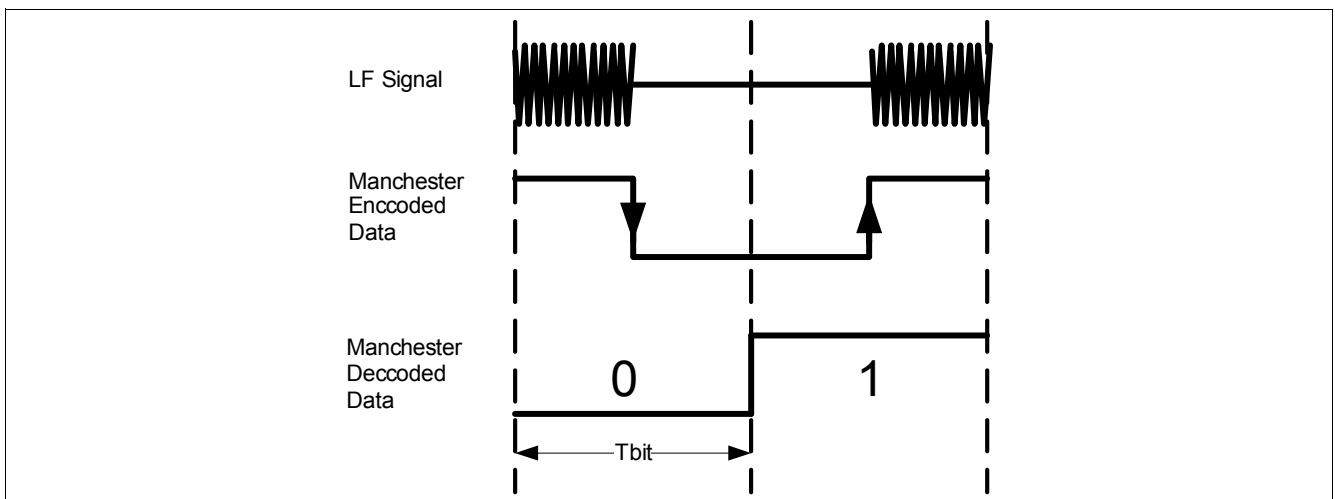 LF Signal
Manchester
Enccoded
Data
Manchester
Deccoded
Data
0
1
Tbit